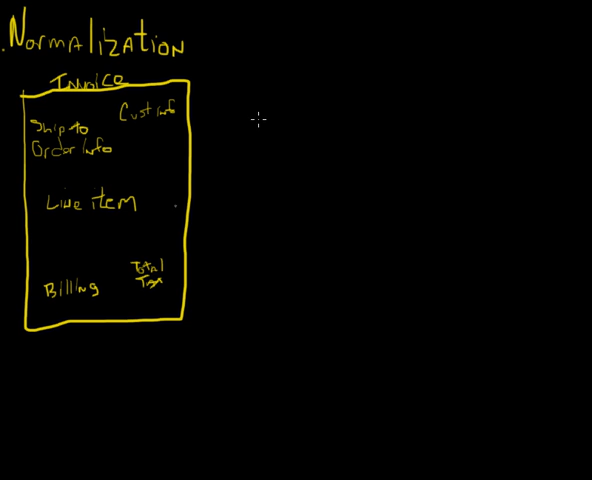 Normalization
Invoice
Cust info
Ship to
Order info
Line item
Total
Tax
Billing